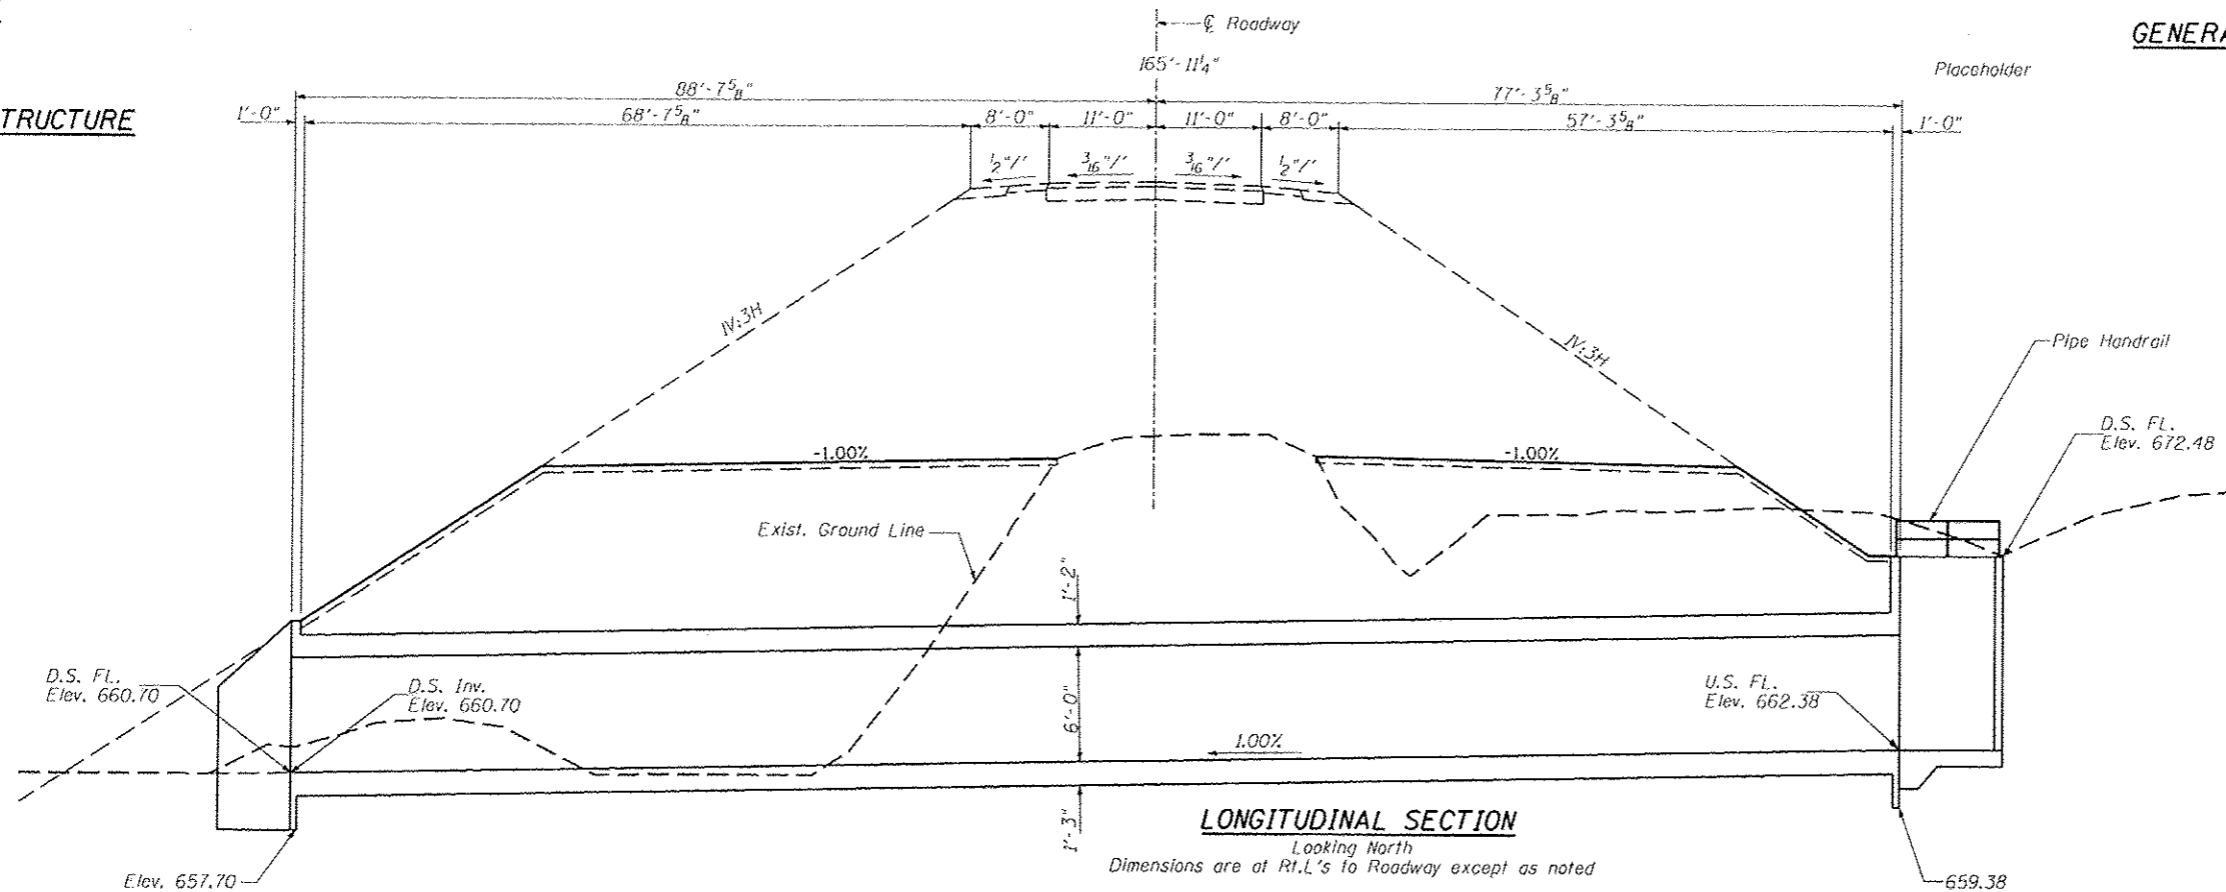 ℄ Roadway
GENERA
165'-11¼"
Placeholder
88'-7⅝"
77'-3⅝"
TRUCTURE
1'-0"
68'-7⅝"
8'-0"
11'-0"
11'-0"
8'-0"
57'-3⅝"
1'-0"
½"/'
3/16"/'
3/16"/'
½"/'
1V:3H
1V:3H
Pipe Handrail
D.S. FL.
Elev. 672.48
-1.00%
-1.00%
Exist. Ground Line
1'-2"
D.S. FL.
Elev. 660.70
D.S. Inv.
Elev. 660.70
U.S. FL.
Elev. 662.38
6'-0"
1.00%
1'-3"
LONGITUDINAL SECTION
Looking North
Dimensions are at Rt.L's to Roadway except as noted
Elev. 657.70
659.38